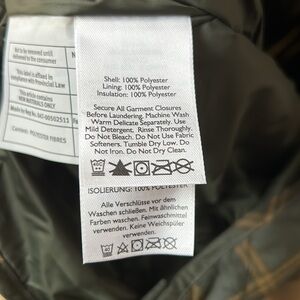 Not to be removed until
delivered to the
consumer
This label is affixed in
compliance with
Provincial Law
This article contains
NEW MATERIALS ONLY
Content: POLYESTER FIBRES
Shell: 100% Polyester
Lining: 100% Polyester
Insulation: 100% Polyester
Secure All Garment Closures
Before Laundering. Machine Wash
Warm Delicate Separately. Use
Mild Detergent. Rinse Thoroughly.
Do Not Bleach. Do Not Use Fabric
Softeners. Tumble Dry Low. Do
Not Iron. Do Not Dry Clean.
ISOLIERUNG: 100% POLYESTER
Alle Verschlüsse vor dem
Waschen schließen. Mit ähnlichen
Farben waschen. Feinwaschmittel
verwenden. Keine Weichspüler
verwenden.